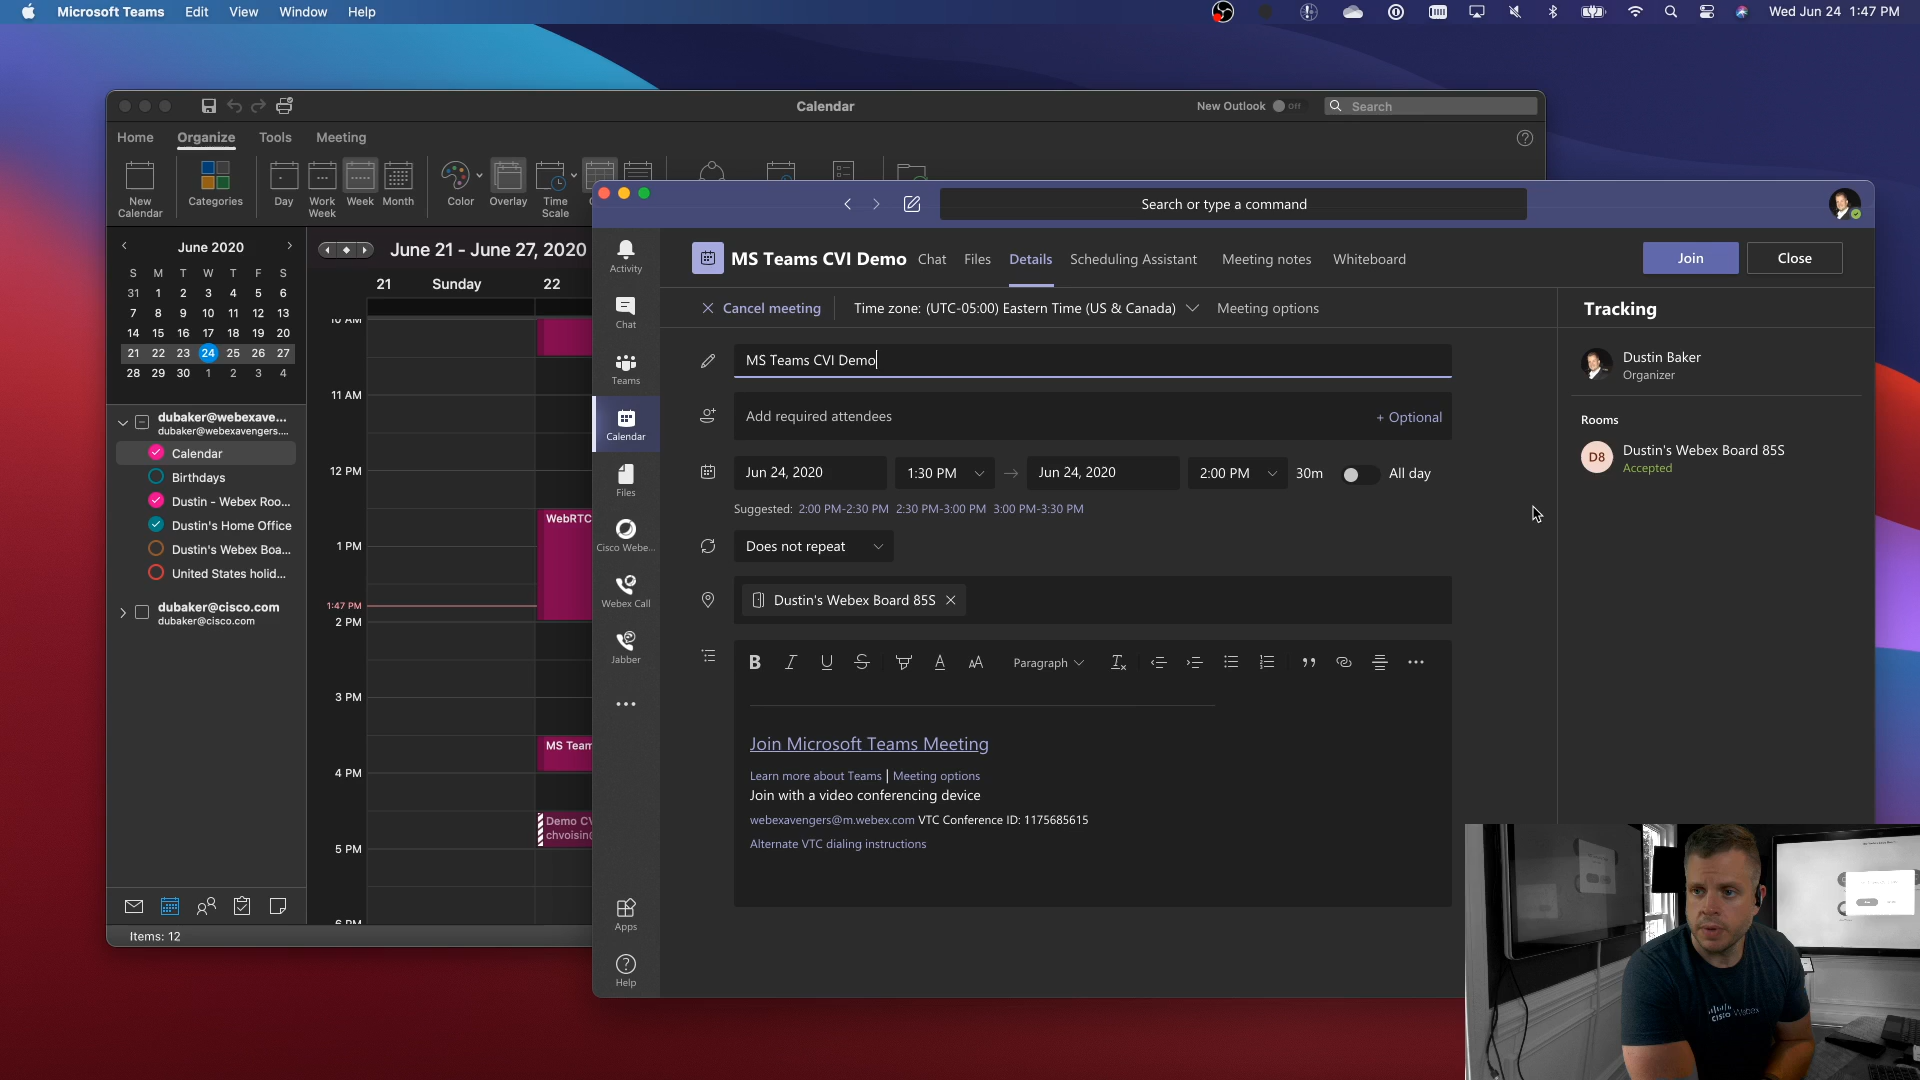 Microsoft Teams Edit View Window Help
Wed Jun 24 1:47 PM
Calendar
New Outlook Off
Search
Home Organize Tools Meeting
New Calendar
Categories
Day
Work Week
Week
Month
Color
Overlay
Time Scale
June 2020
S M T W T F S
31 1 2 3 4 5 6
7 8 9 10 11 12 13
14 15 16 17 18 19 20
21 22 23 24 25 26 27
28 29 30 1 2 3 4
dubaker@webexave...
dubaker@webexavengers....
Calendar
Birthdays
Dustin - Webex Roo...
Dustin's Home Office
Dustin's Webex Boa...
United States holid...
dubaker@cisco.com
dubaker@cisco.com
Items: 12
June 21 - June 27, 2020
21 Sunday 22
10 AM
11 AM
12 PM
1 PM
1:47 PM
2 PM
3 PM
4 PM
5 PM
6 PM
WebRTC
MS Team
Demo CV
chvoisin
Search or type a command
Activity
Chat
Teams
Calendar
Files
Cisco Webe...
Webex Call
Jabber
Apps
Help
MS Teams CVI Demo Chat Files Details Scheduling Assistant Meeting notes Whiteboard
Join Close
Cancel meeting
Time zone: (UTC-05:00) Eastern Time (US & Canada)
Meeting options
MS Teams CVI Demo
Add required attendees
+ Optional
Jun 24, 2020 1:30 PM → Jun 24, 2020 2:00 PM 30m All day
Suggested: 2:00 PM-2:30 PM 2:30 PM-3:00 PM 3:00 PM-3:30 PM
Does not repeat
Dustin's Webex Board 85S
B I U S A AA Paragraph
Join Microsoft Teams Meeting
Learn more about Teams | Meeting options
Join with a video conferencing device
webexavengers@m.webex.com VTC Conference ID: 1175685615
Alternate VTC dialing instructions
Tracking
Dustin Baker
Organizer
Rooms
D8
Dustin's Webex Board 85S
Accepted
cisco Webex